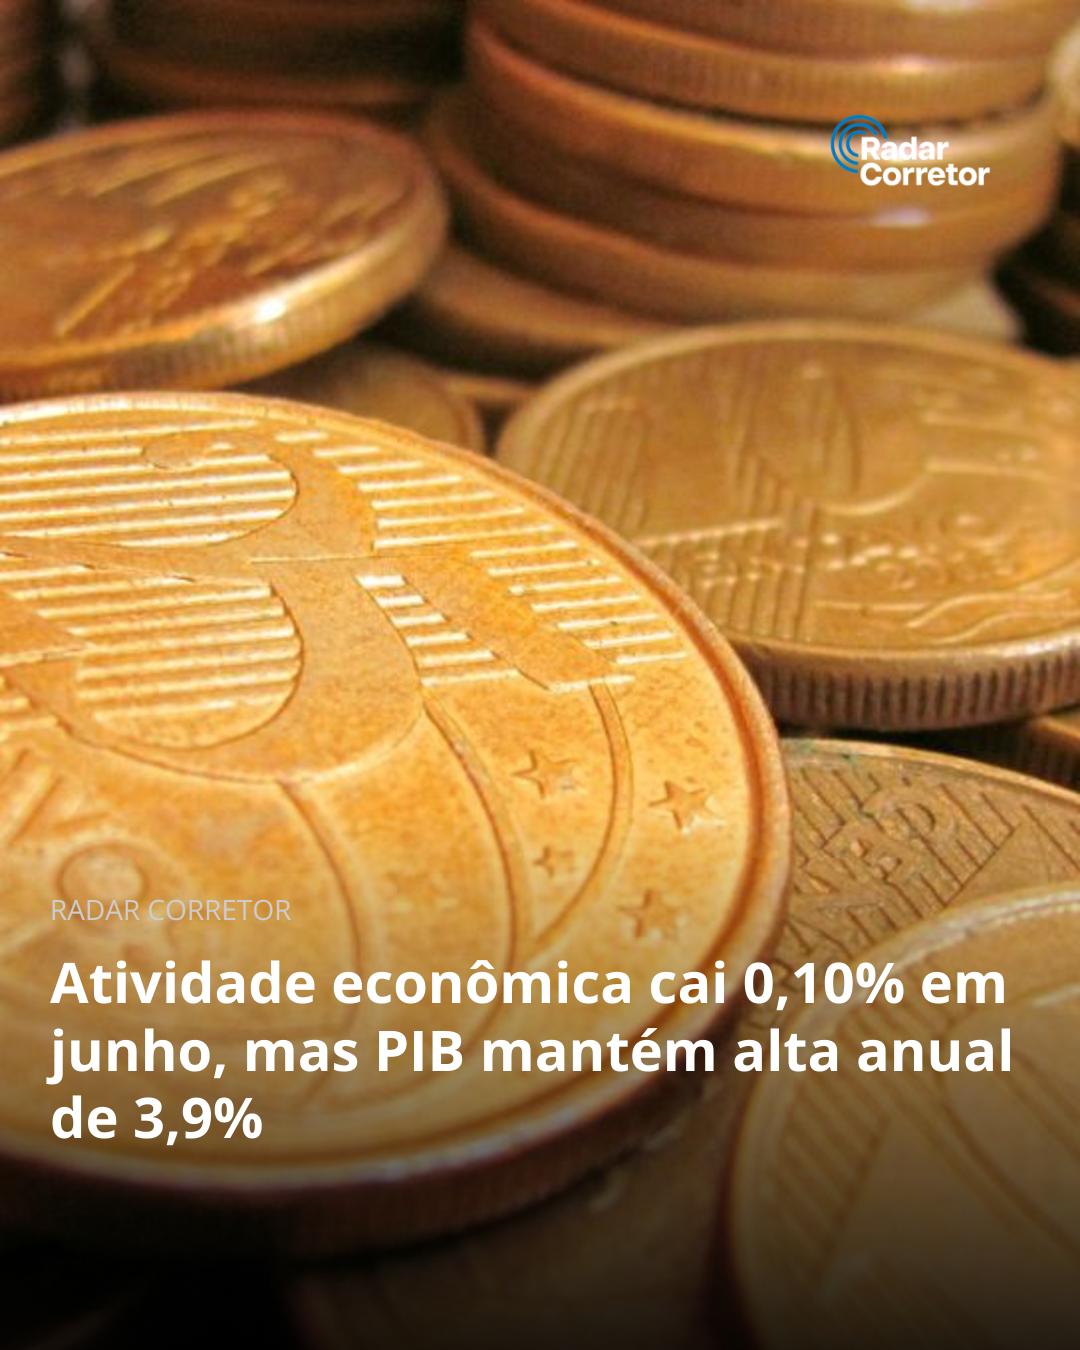 Radar
Corretor
RADAR CORRETOR
Atividade econômica cai 0,10% em
junho, mas PIB mantém alta anual
de 3,9%